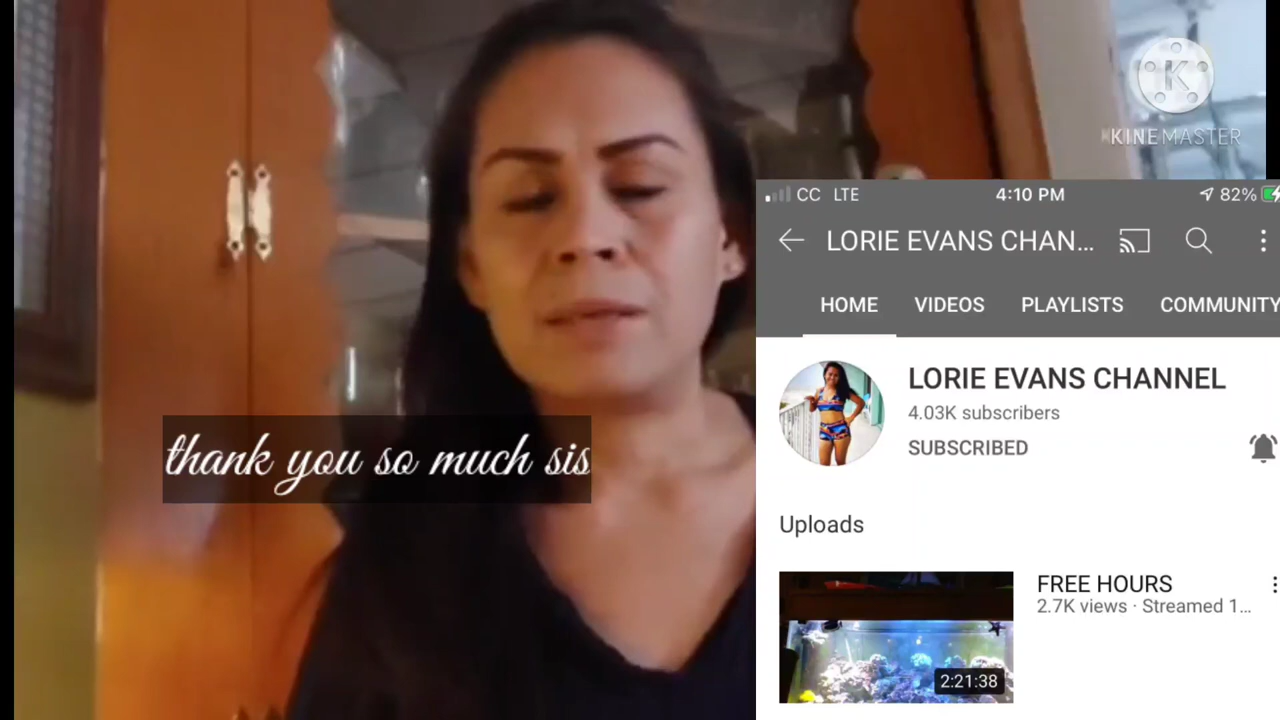 KINEMASTER
CC LTE 4:10 PM 82%
LORIE EVANS CHAN...
HOME VIDEOS PLAYLISTS COMMUNITY
LORIE EVANS CHANNEL
4.03K subscribers
SUBSCRIBED
thank you so much sis
Uploads
FREE HOURS
2.7K views · Streamed 1...
2:21:38